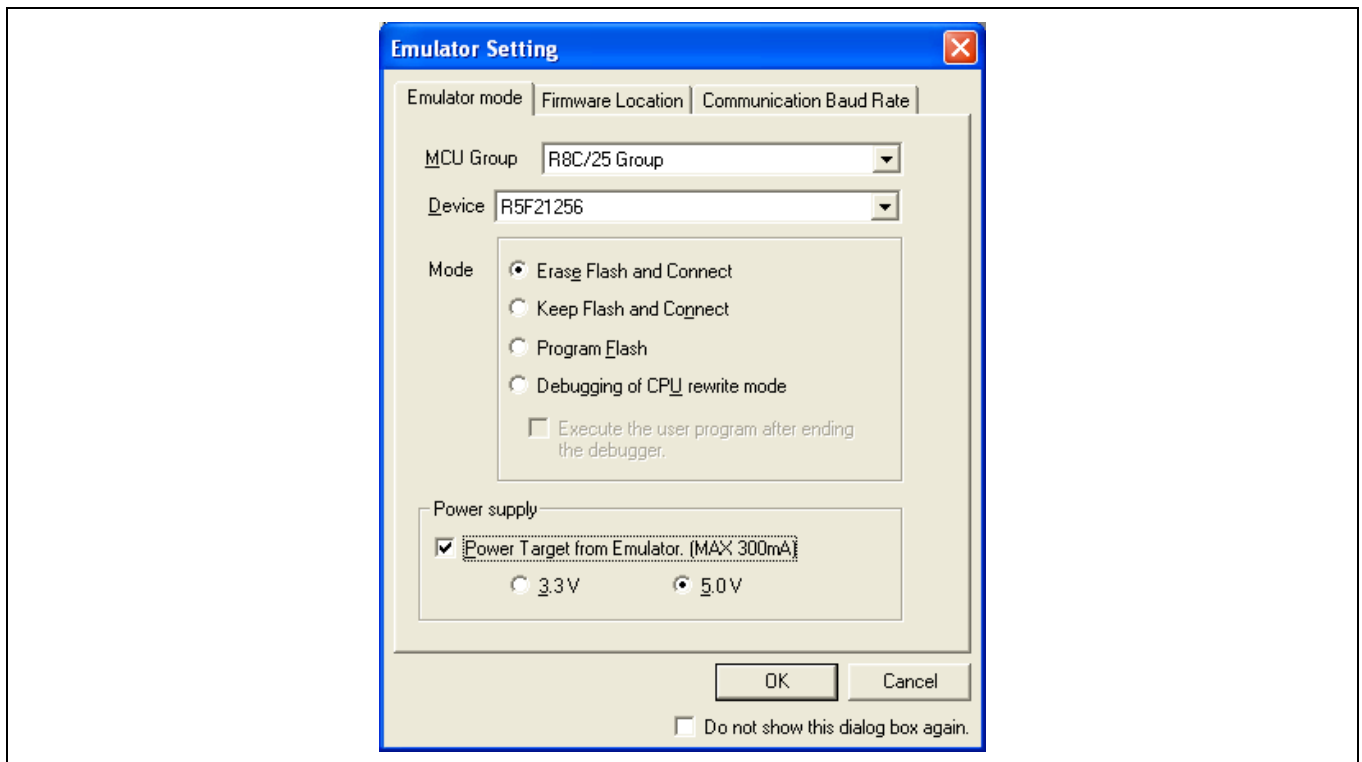 Emulator Setting
Emulator mode
Firmware Location
Communication Baud Rate
MCU Group
R8C/25 Group
Device
R5F21256
Mode
Erase Flash and Connect
Keep Flash and Connect
Program Flash
Debugging of CPU rewrite mode
Execute the user program after ending
the debugger.
Power supply
Power Target from Emulator. (MAX 300mA)
3.3 V
5.0 V
OK
Cancel
Do not show this dialog box again.